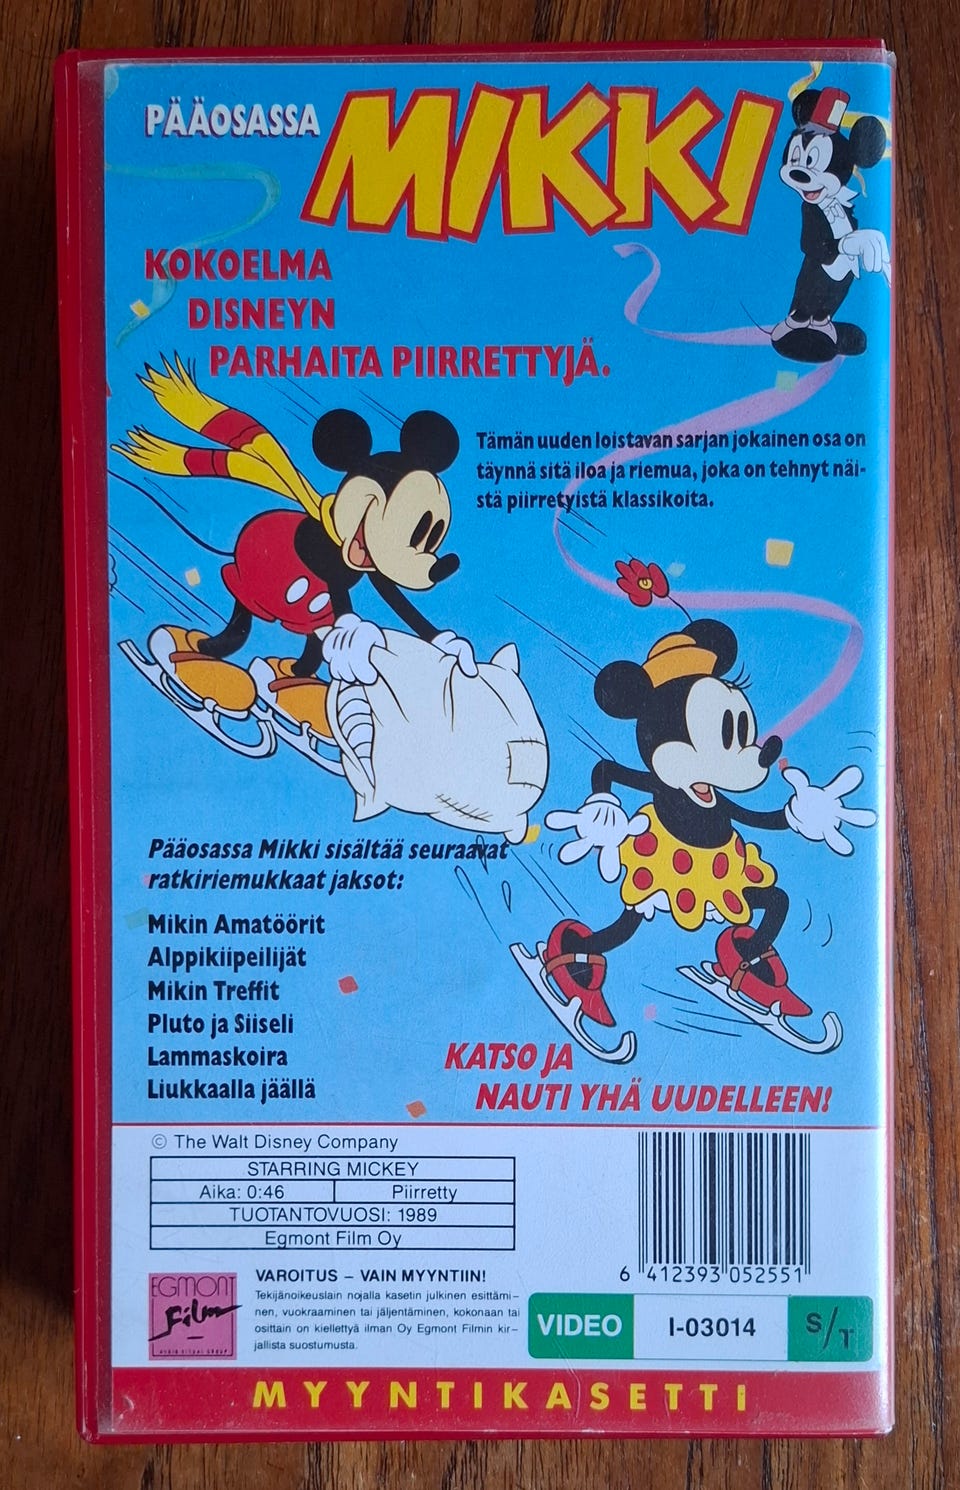 PÄÄOSASSA MIKKI
KOKOELMA
DISNEYN
PARHAITA PIIRRETTYJÄ.
Tämän uuden loistavan sarjan jokainen osa on
täynnä sitä iloa ja riemua, joka on tehnyt näi-
stä piirretyistä klassikoita.
Pääosassa Mikki sisältää seuraavat
ratkiriemukkaat jaksot:
Mikin Amatöörit
Alppikiipeilijät
Mikin Treffit
Pluto ja Siiseli
Lammaskoira
Liukkaalla jäällä
KATSO JA
NAUTI YHÄ UUDELLEEN!
© The Walt Disney Company
STARRING MICKEY
Aika: 0:46 Piirretty
TUOTANTOVUOSI: 1989
Egmont Film Oy
6 412393 052551
EGMONT
Film
VAROITUS – VAIN MYYNTIIN!
Tekijänoikeuslain nojalla kasetin julkinen esittämi-
nen, vuokraaminen tai jäljentäminen, kokonaan tai
osittain on kiellettyä ilman Oy Egmont Filmin kir-
jallista suostumusta.
VIDEO I-03014 S/T
MYYNTIKASETTI